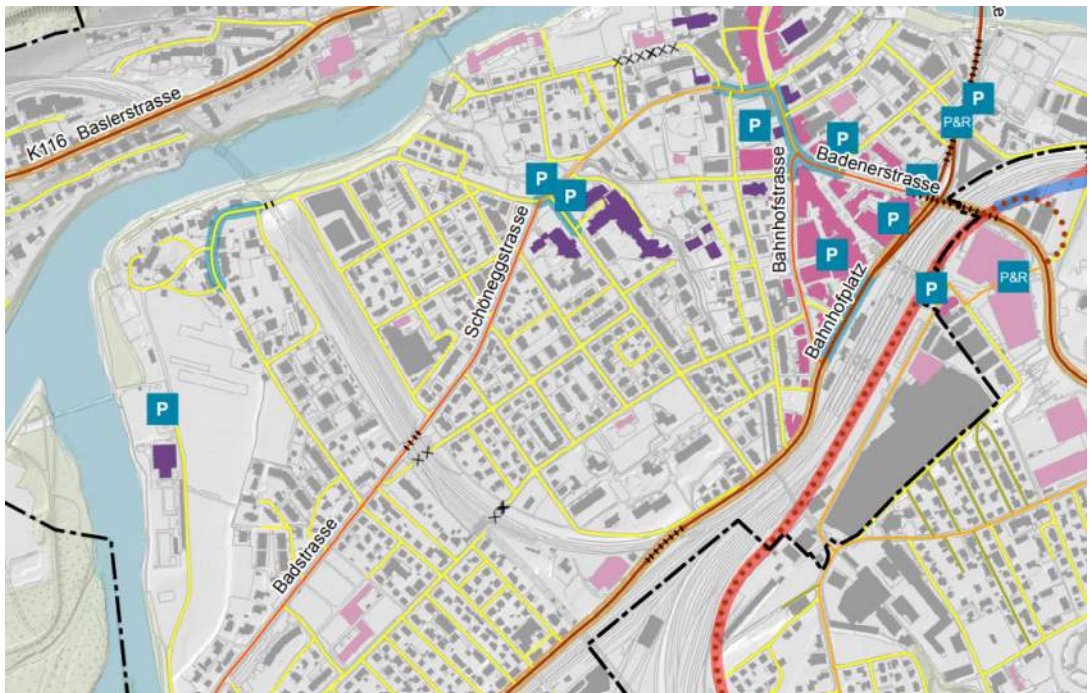 P
P&R
K116 Baslerstrasse
P
P
Badenerstrasse
P
P
Schöneggstrasse
Bahnhofstrasse
P
P
P&R
Bahnhofplatz
P
P
Badstrasse